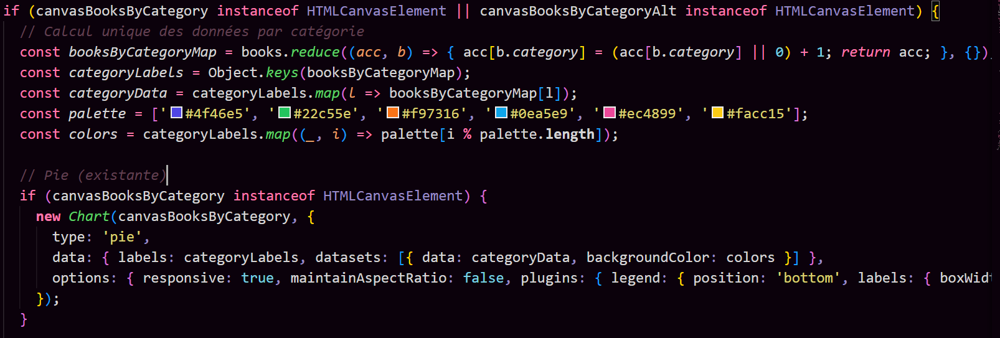 if (canvasBooksByCategory instanceof HTMLCanvasElement || canvasBooksByCategoryAlt instanceof HTMLCanvasElement) {
  // Calcul unique des données par catégorie
  const booksByCategoryMap = books.reduce((acc, b) => { acc[b.category] = (acc[b.category] || 0) + 1; return acc; }, {})
  const categoryLabels = Object.keys(booksByCategoryMap);
  const categoryData = categoryLabels.map(l => booksByCategoryMap[l]);
  const palette = ['#4f46e5', '#22c55e', '#f97316', '#0ea5e9', '#ec4899', '#facc15'];
  const colors = categoryLabels.map((_, i) => palette[i % palette.length]);

  // Pie (existante)
  if (canvasBooksByCategory instanceof HTMLCanvasElement) {
    new Chart(canvasBooksByCategory, {
      type: 'pie',
      data: { labels: categoryLabels, datasets: [{ data: categoryData, backgroundColor: colors }] },
      options: { responsive: true, maintainAspectRatio: false, plugins: { legend: { position: 'bottom', labels: {
    });
  }